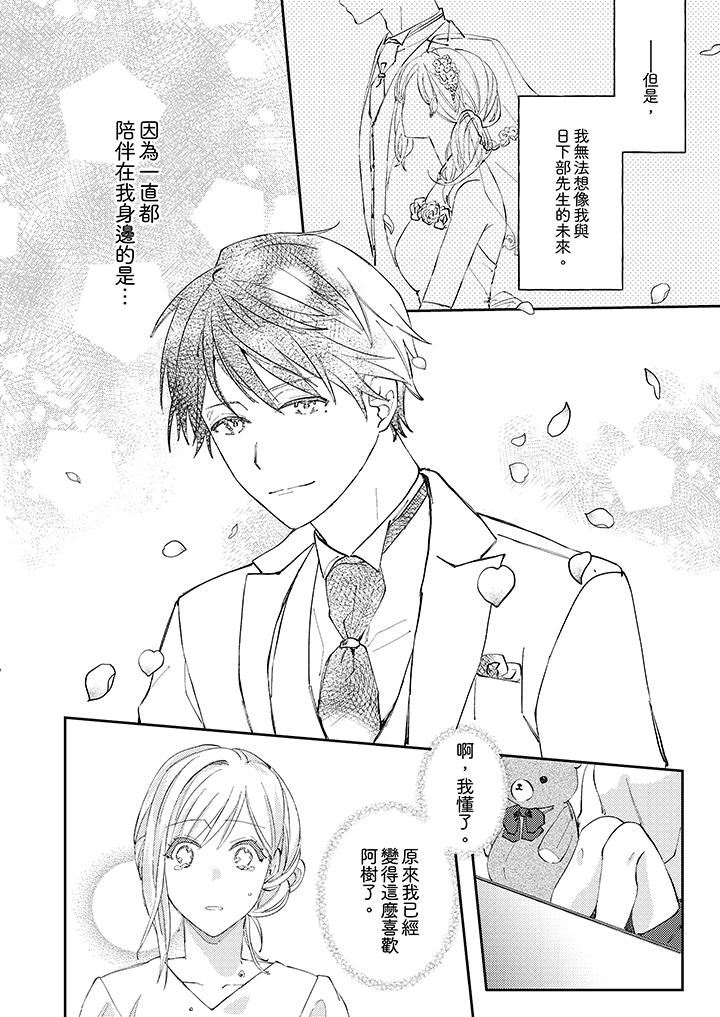 ——但是，
我無法想像我與
日下部先生的未來。
因為一直都
陪伴在我身邊的是…
啊，我懂了。
原來我已經
變得這麼喜歡
阿樹了。